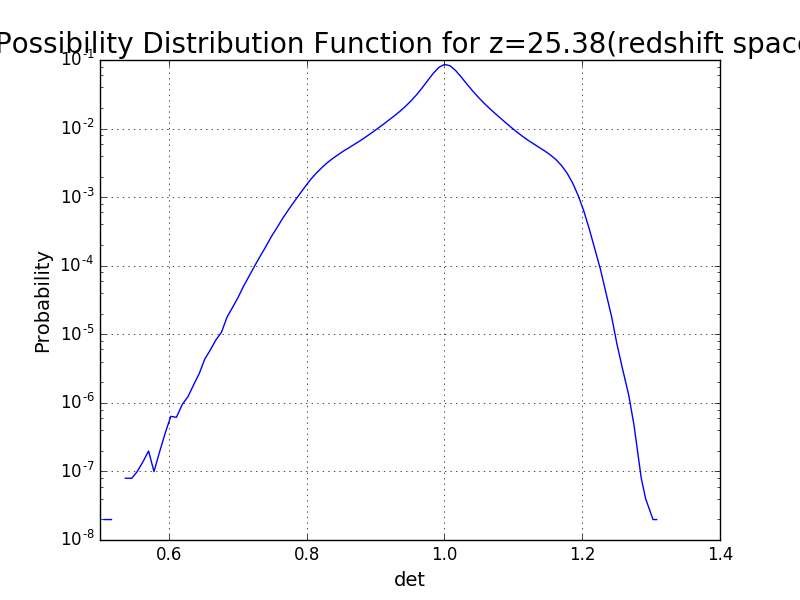 Possibility Distribution Function for z=25.38(redshift space
10^-1
10^-2
10^-3
10^-4
10^-5
10^-6
10^-7
10^-8
Probability
0.6 0.8 1.0 1.2 1.4
det